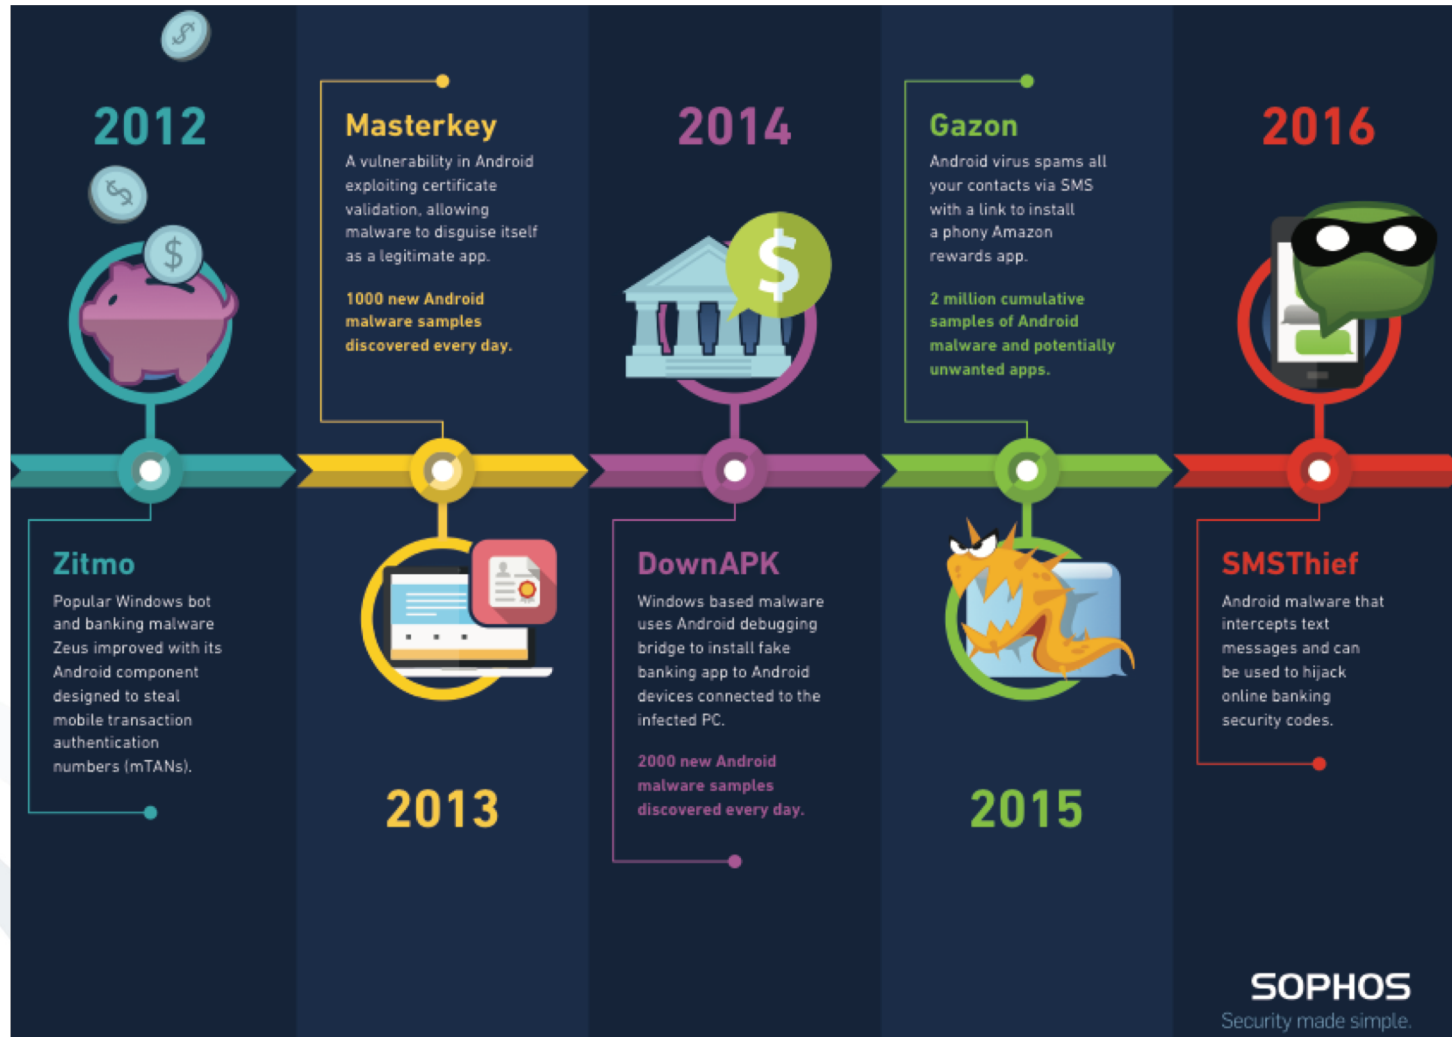 2012
Zitmo
Popular Windows bot
and banking malware
Zeus improved with its
Android component
designed to steal
mobile transaction
authentication
numbers (mTANs).
Masterkey
A vulnerability in Android
exploiting certificate
validation, allowing
malware to disguise itself
as a legitimate app.
1000 new Android
malware samples
discovered every day.
2013
2014
DownAPK
Windows based malware
uses Android debugging
bridge to install fake
banking app to Android
devices connected to the
infected PC.
2000 new Android
malware samples
discovered every day.
Gazon
Android virus spams all
your contacts via SMS
with a link to install
a phony Amazon
rewards app.
2 million cumulative
samples of Android
malware and potentially
unwanted apps.
2015
2016
SMSThief
Android malware that
intercepts text
messages and can
be used to hijack
online banking
security codes.
SOPHOS
Security made simple.